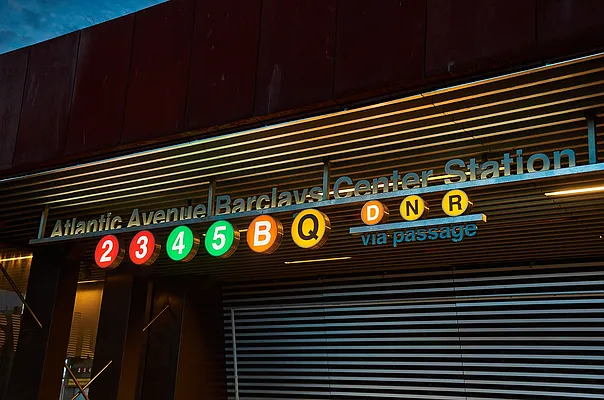 Atlantic Avenue Barclays Center Station
2 3 4 5 B Q D N R
via passage